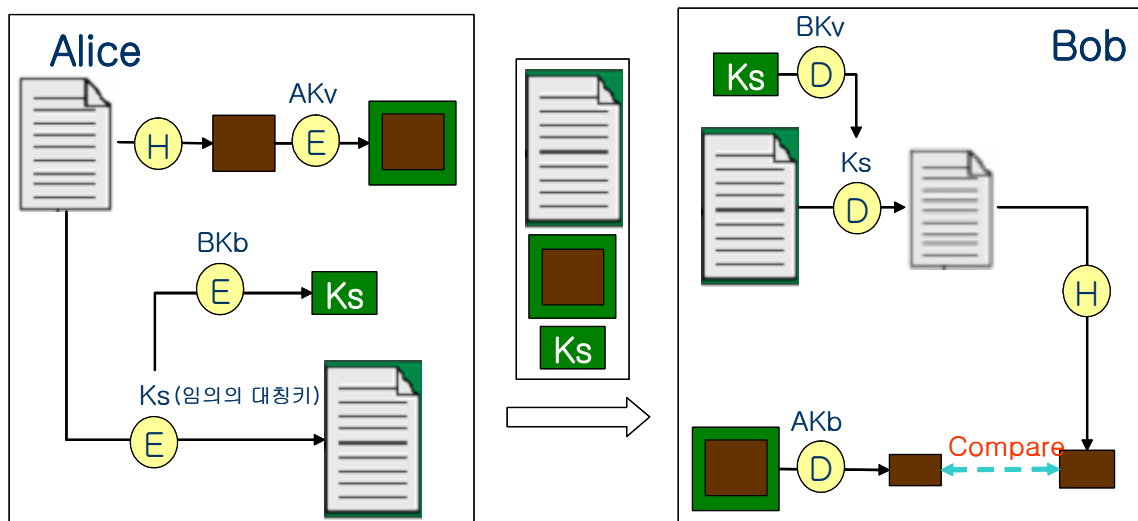 Alice
H
AKv
E
BKb
E
Ks
Ks (임의의 대칭키)
E
Ks
Bob
BKv
Ks
D
Ks
D
H
AKb
D
Compare